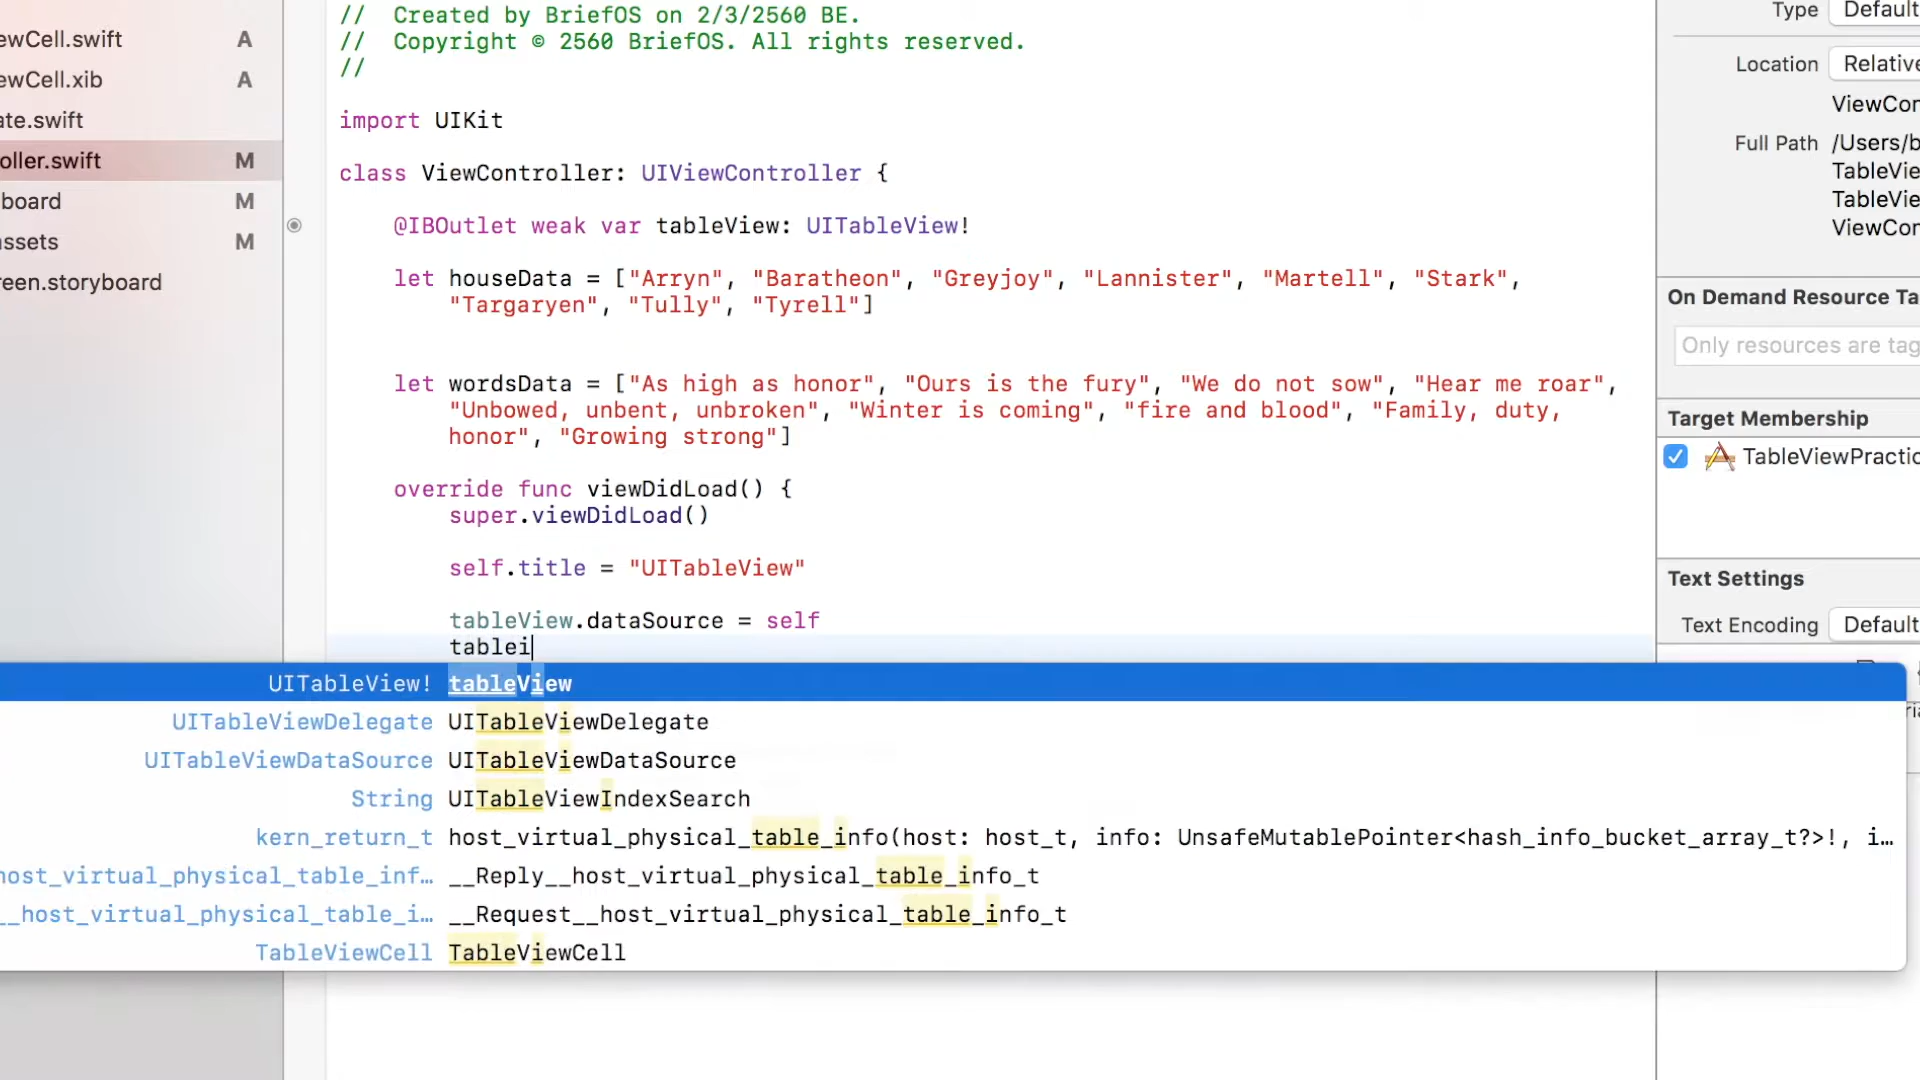 ewCell.swift A
ewCell.xib A
ate.swift
oller.swift M
board M
assets M
reen.storyboard
// Created by BriefOS on 2/3/2560 BE.
// Copyright © 2560 BriefOS. All rights reserved.
//
import UIKit
class ViewController: UIViewController {
@IBOutlet weak var tableView: UITableView!
let houseData = ["Arryn", "Baratheon", "Greyjoy", "Lannister", "Martell", "Stark",
"Targaryen", "Tully", "Tyrell"]
let wordsData = ["As high as honor", "Ours is the fury", "We do not sow", "Hear me roar",
"Unbowed, unbent, unbroken", "Winter is coming", "fire and blood", "Family, duty,
honor", "Growing strong"]
override func viewDidLoad() {
super.viewDidLoad()
self.title = "UITableView"
tableView.dataSource = self
tablei
UITableView! tableView
UITableViewDelegate UITableViewDelegate
UITableViewDataSource UITableViewDataSource
String UITableViewIndexSearch
kern_return_t host_virtual_physical_table_info(host: host_t, info: UnsafeMutablePointer<hash_info_bucket_array_t?>!, i…
host_virtual_physical_table_inf… __Reply__host_virtual_physical_table_info_t
__host_virtual_physical_table_i… __Request__host_virtual_physical_table_info_t
TableViewCell TableViewCell
Type Default
Location Relative
ViewCon
Full Path /Users/b
TableVie
TableVie
ViewCon
On Demand Resource Ta
Only resources are tag
Target Membership
TableViewPractic
Text Settings
Text Encoding Default